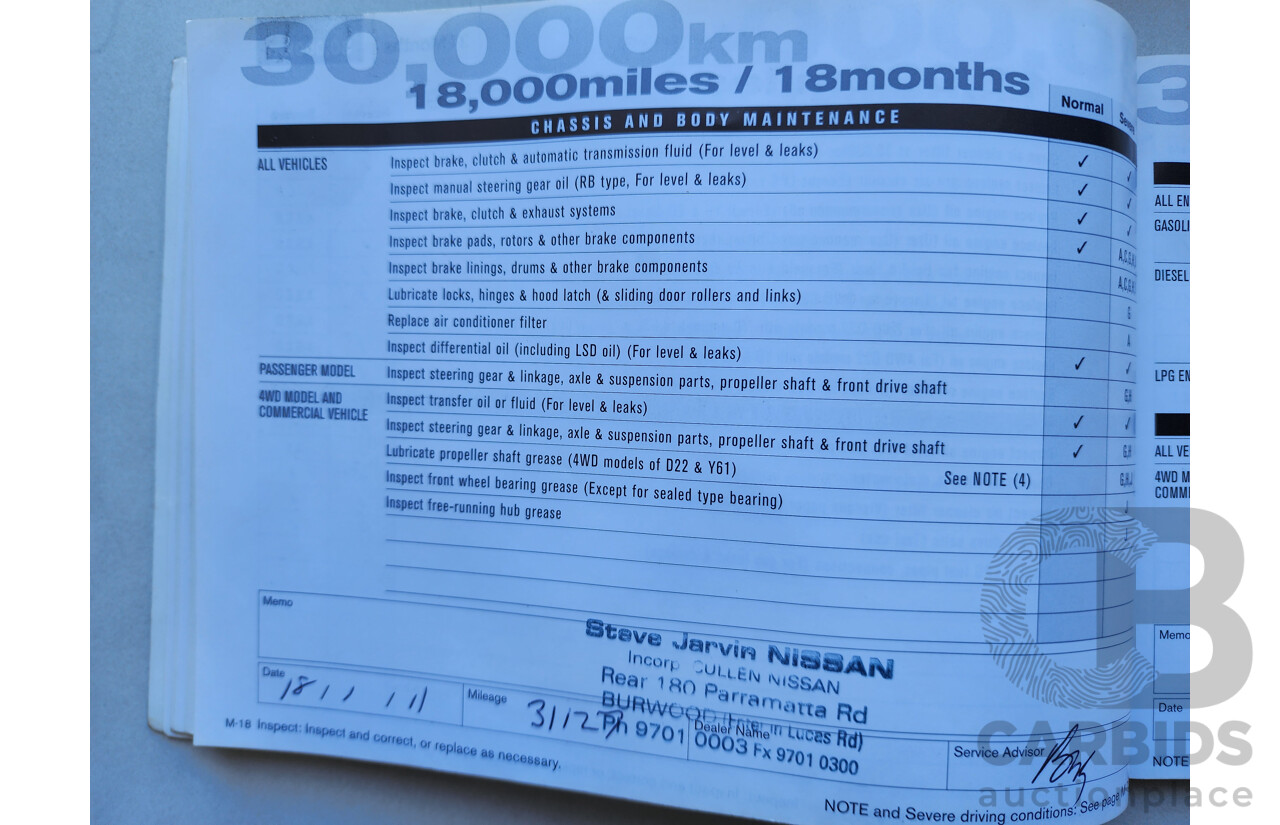 30,000km
18,000miles / 18months
Normal
CHASSIS AND BODY MAINTENANCE
ALL VEHICLES
Inspect brake, clutch & automatic transmission fluid (For level & leaks) ✓ ✓
Inspect manual steering gear oil (RB type, For level & leaks) ✓ ✓
Inspect brake, clutch & exhaust systems ✓ ✓
Inspect brake pads, rotors & other brake components ✓ A,C,G,H
Inspect brake linings, drums & other brake components A,C,G,H
Lubricate locks, hinges & hood latch (& sliding door rollers and links) G
Replace air conditioner filter A
Inspect differential oil (including LSD oil) (For level & leaks) ✓ ✓
PASSENGER MODEL Inspect steering gear & linkage, axle & suspension parts, propeller shaft & front drive shaft G,H
4WD MODEL AND
COMMERCIAL VEHICLE
Inspect transfer oil or fluid (For level & leaks) ✓ ✓
Inspect steering gear & linkage, axle & suspension parts, propeller shaft & front drive shaft ✓ G,H
Lubricate propeller shaft grease (4WD models of D22 & Y61) See NOTE (4) G,H,J
Inspect front wheel bearing grease (Except for sealed type bearing) ✓
Inspect free-running hub grease ✓
Memo
Steve Jarvin NISSAN
Incorp CULLEN NISSAN
Rear 180 Parramatta Rd
BURWOOD Lucas Rd)
Ph 9701 0003 Fx 9701 0300
Date
Mileage
Dealer Name
Service Advisor
M-18 Inspect: Inspect and correct, or replace as necessary.
NOTE and Severe driving conditions: See page
3
ALL EN
GASOLI
DIESEL
LPG EN
ALL VE
4WD M
COMM
Memo
Date
NOTE
CARBIDS
auctionplace